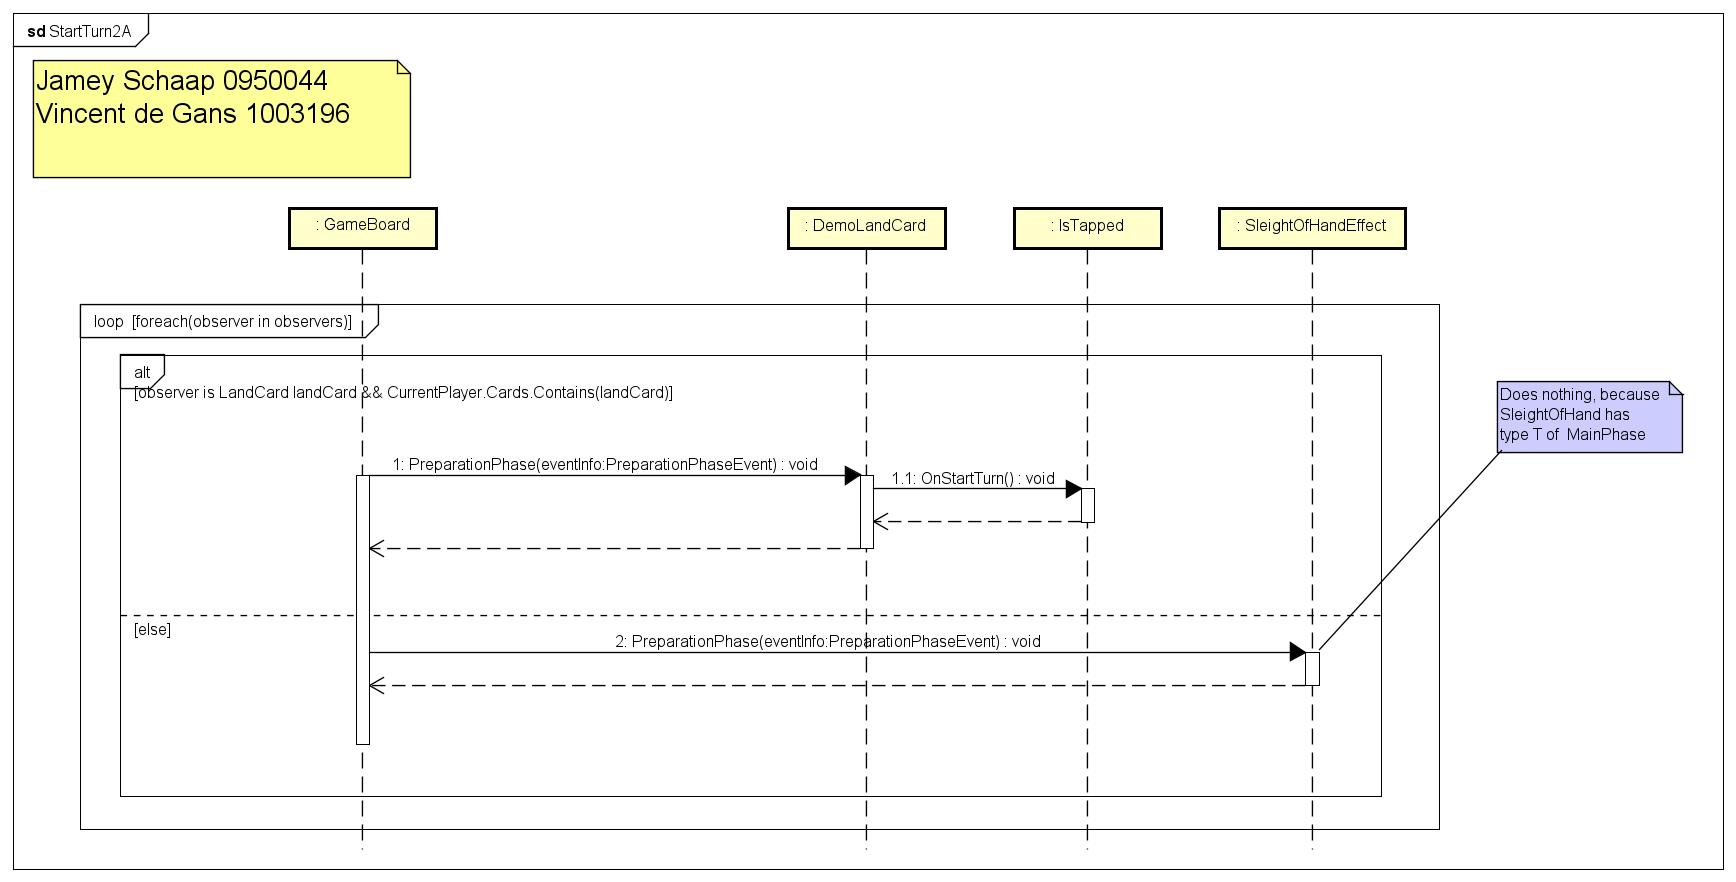 sd StartTurn2A
Jamey Schaap 0950044
Vincent de Gans 1003196
: GameBoard
: DemoLandCard
: IsTapped
: SleightOfHandEffect
loop [foreach(observer in observers)]
alt
[observer is LandCard landCard && CurrentPlayer.Cards.Contains(landCard)]
Does nothing, because
SleightOfHand has
type T of MainPhase
1: PreparationPhase(eventInfo:PreparationPhaseEvent) : void
1.1: OnStartTurn() : void
[else]
2: PreparationPhase(eventInfo:PreparationPhaseEvent) : void